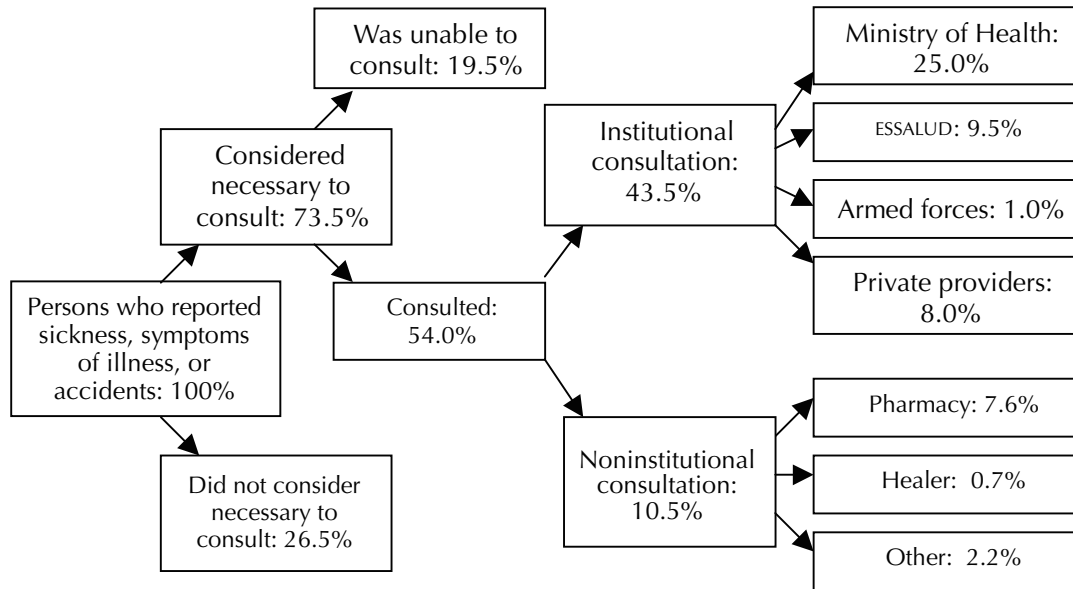 Was unable to
consult: 19.5%
Considered
necessary to
consult: 73.5%
Persons who reported
sickness, symptoms
of illness, or
accidents: 100%
Did not consider
necessary to
consult: 26.5%
Consulted:
54.0%
Institutional
consultation:
43.5%
Noninstitutional
consultation:
10.5%
Ministry of Health:
25.0%
ESSALUD: 9.5%
Armed forces: 1.0%
Private providers:
8.0%
Pharmacy: 7.6%
Healer: 0.7%
Other: 2.2%